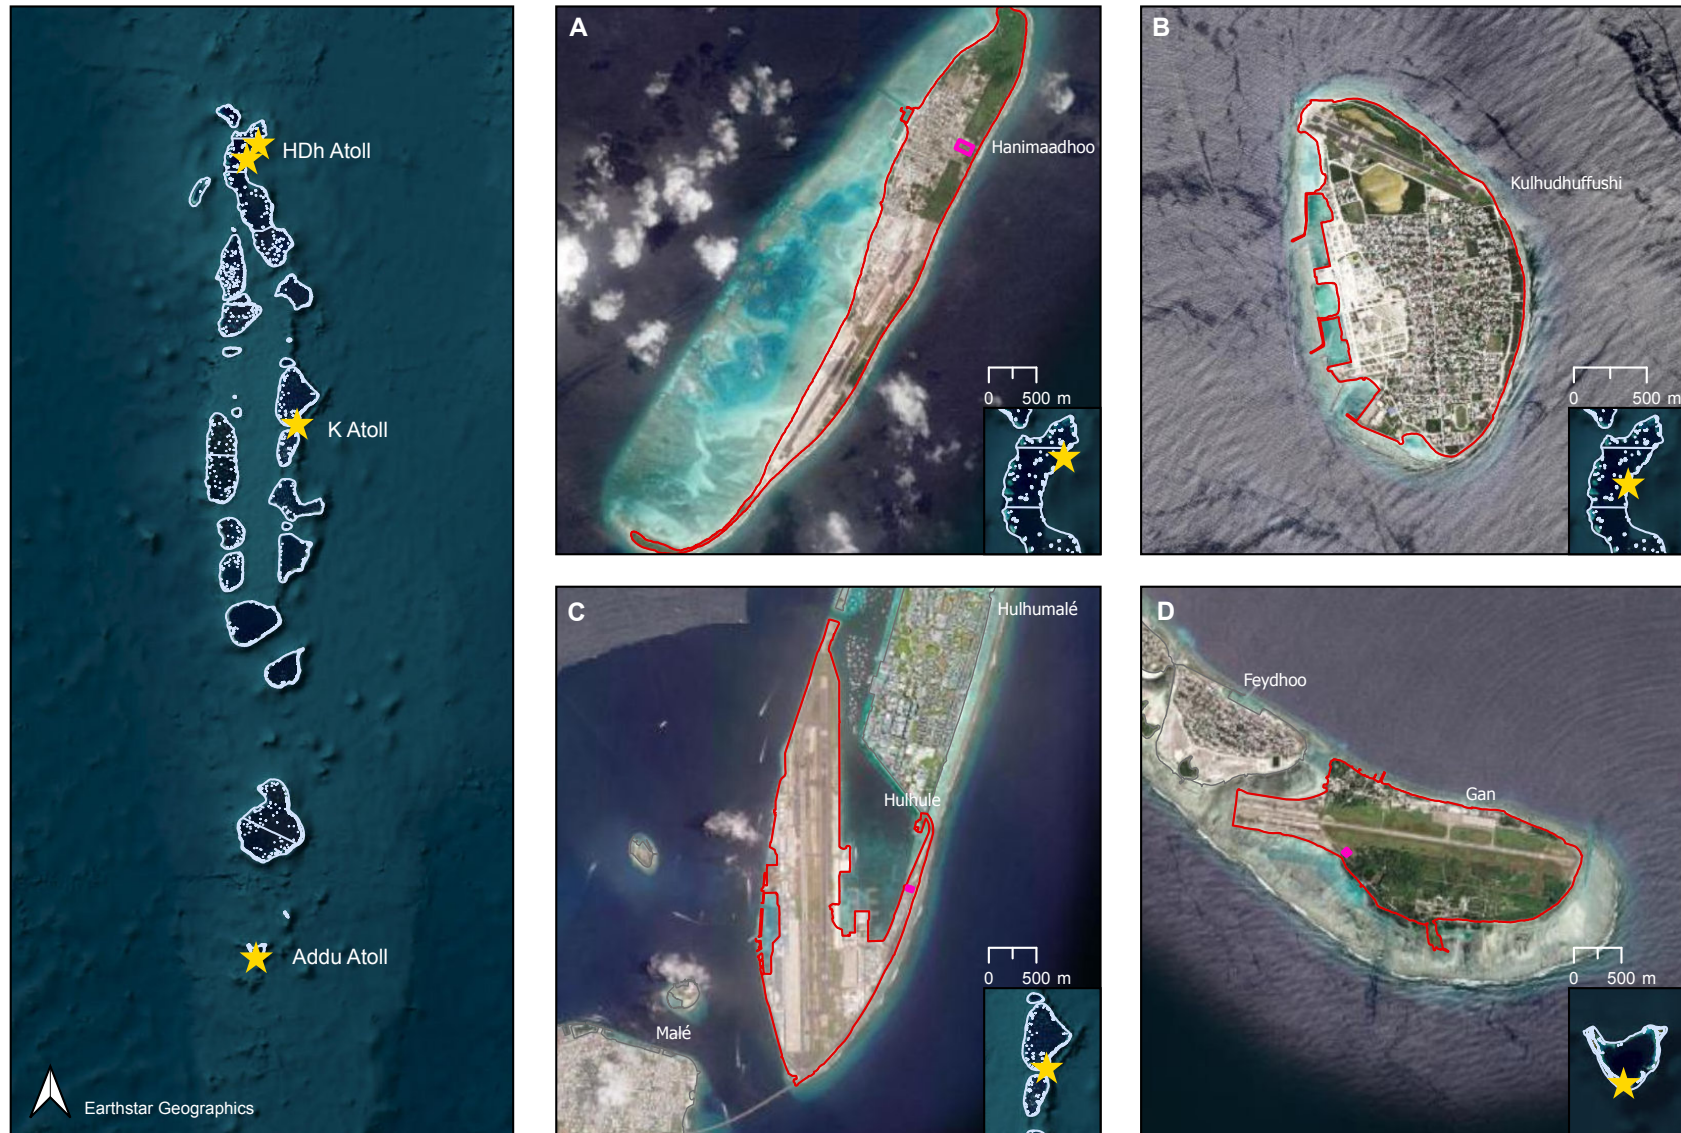 HDh Atoll
K Atoll
Addu Atoll
Earthstar Geographics
A
Hanimaadhoo
0 500 m
B
Kulhudhuffushi
0 500 m
C
Hulhumalé
Hulhule
Malé
0 500 m
D
Feydhoo
Gan
0 500 m